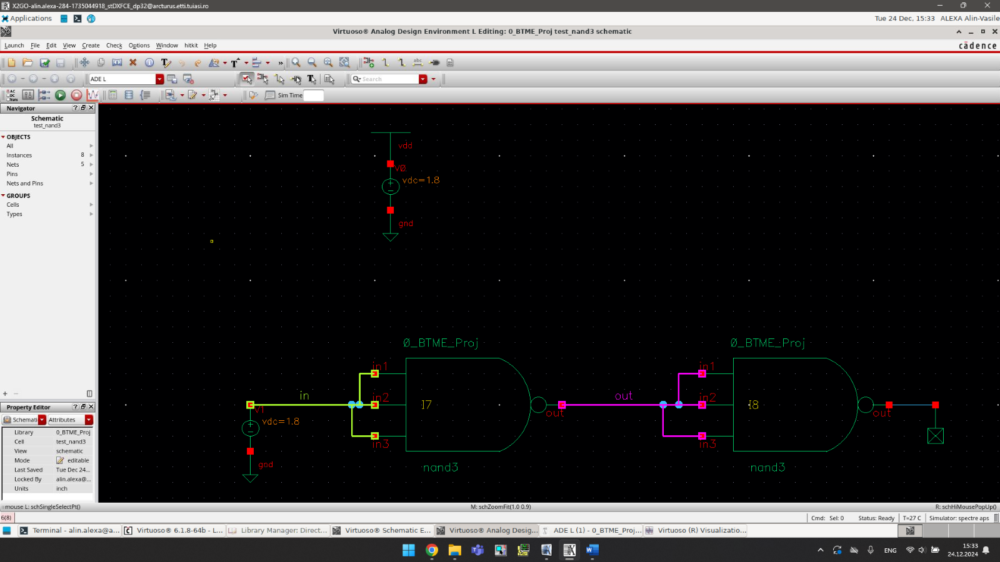 X2GO-alin.alexa-284-1735044918_stDXFCE_dp32@arcturus.etti.tuiasi.ro
Applications
Tue 24 Dec, 15:33 ALEXA Alin-Vasile
Virtuoso® Analog Design Environment L Editing: 0_BTME_Proj test_nand3 schematic
Launch File Edit View Create Check Options Window hitkit Help
cādence
ADE L
Search
Sim Time
Navigator
Schematic
test_nand3
OBJECTS
All
Instances 8
Nets 5
Pins
Nets and Pins
GROUPS
Cells
Types
Property Editor
Schemati Attributes
Library 0_BTME_Proj
Cell test_nand3
View schematic
Mode editable
Last Saved Tue Dec 24...
Locked By alin.alexa@...
Units inch
vdd
V0
vdc=1.8
gnd
0_BTME_Proj
0_BTME_Proj
in1
in1
in
in2
out
in2
V1
I7
out
I8
out
vdc=1.8
in3
in3
gnd
nand3
nand3
mouse L: schSingleSelectPt()
M: schZoomFit(1.0 0.9)
R: schHiMousePopUp()
6(8)
Cmd: Sel: 0 Status: Ready T=27 C Simulator: spectre aps
Terminal - alin.alexa@a...
Virtuoso® 6.1.8-64b - L...
Library Manager: Direct...
Virtuoso® Schematic E...
Virtuoso® Analog Desig...
ADE L (1) - 0_BTME_Proj...
Virtuoso (R) Visualizatio...
ENG
15:33
24.12.2024